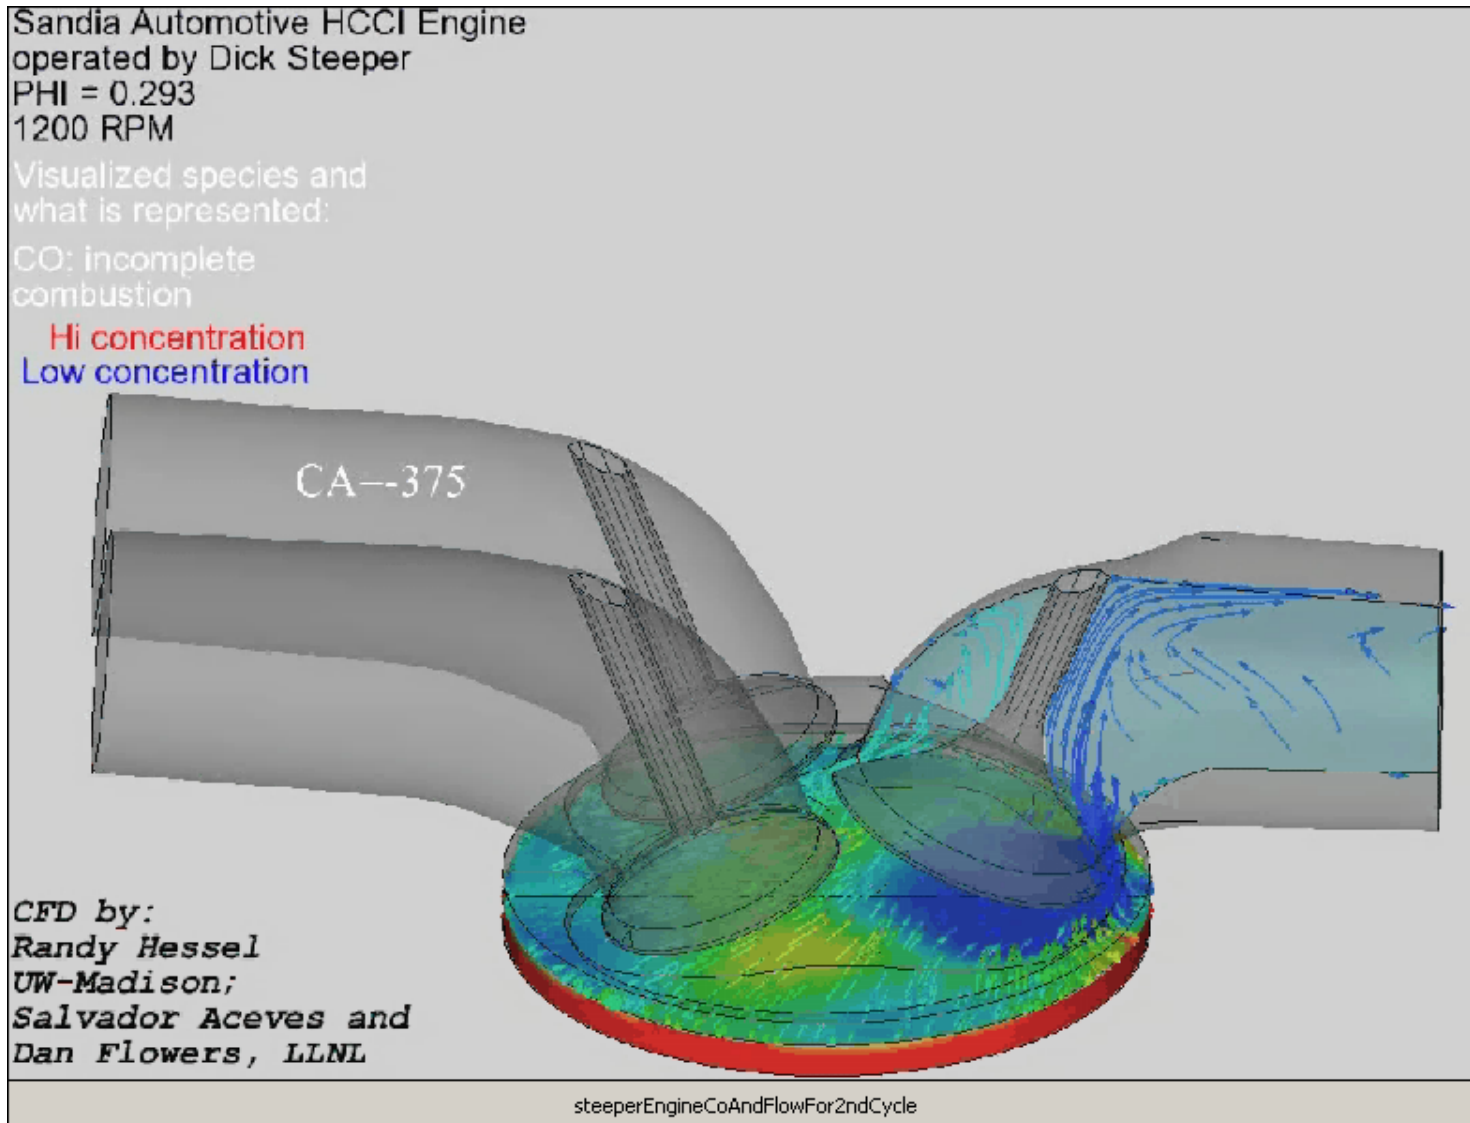 Sandia Automotive HCCI Engine
operated by Dick Steeper
PHI = 0.293
1200 RPM
Visualized species and
what is represented:
CO: incomplete
combustion
Hi concentration
Low concentration
CA=-375
CFD by:
Randy Hessel
UW-Madison;
Salvador Aceves and
Dan Flowers, LLNL
steeperEngineCoAndFlowFor2ndCycle